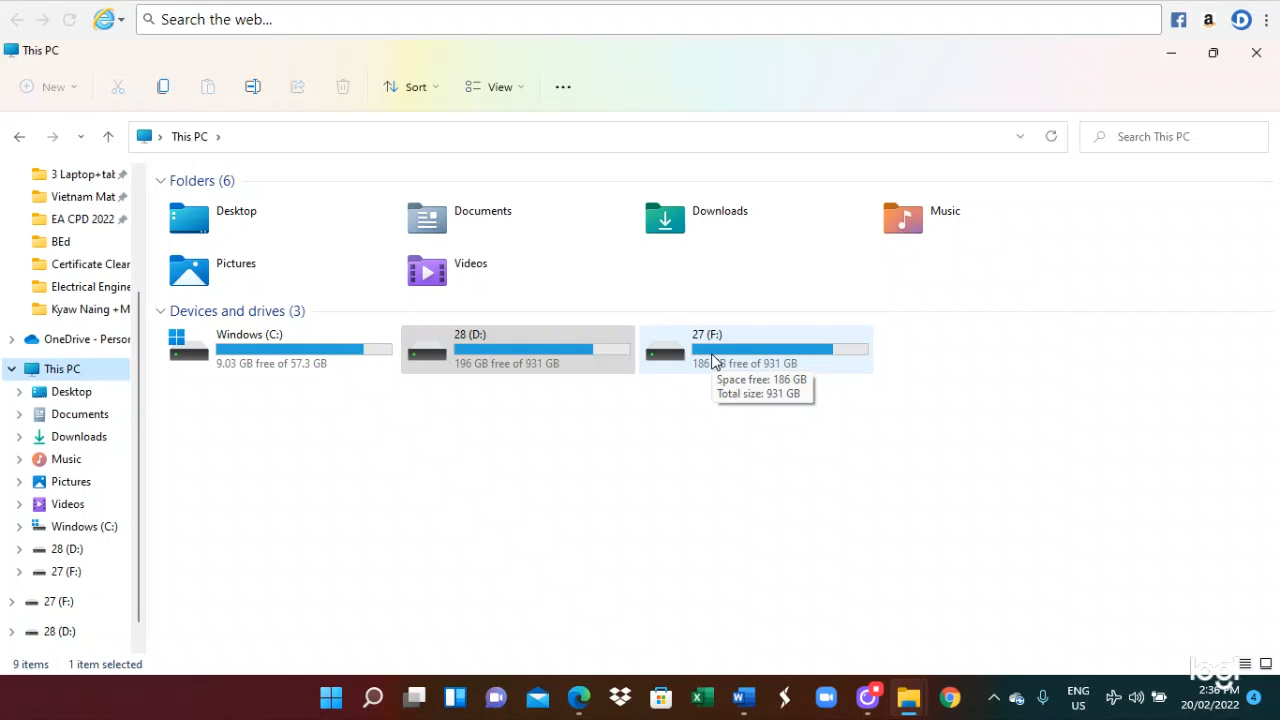 Search the web...
This PC
New
Sort
View
This PC
Search This PC
3 Laptop+tab
Vietnam Mat
EA CPD 2022
BEd
Certificate Clear
Electrical Engine
Kyaw Naing +M
OneDrive - Person
This PC
Desktop
Documents
Downloads
Music
Pictures
Videos
Windows (C:)
28 (D:)
27 (F:)
27 (F:)
28 (D:)
Folders (6)
Desktop
Documents
Downloads
Music
Pictures
Videos
Devices and drives (3)
Windows (C:)
9.03 GB free of 57.3 GB
28 (D:)
196 GB free of 931 GB
27 (F:)
186 GB free of 931 GB
Space free: 186 GB
Total size: 931 GB
9 items 1 item selected
ENG
US
2:36 PM
20/02/2022
4